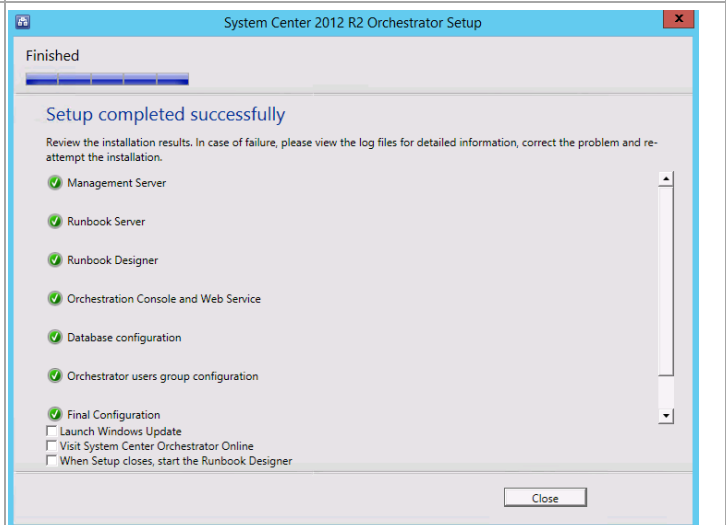 System Center 2012 R2 Orchestrator Setup
x
Finished
Setup completed successfully
Review the installation results. In case of failure, please view the log files for detailed information, correct the problem and re-
attempt the installation.
Management Server
Runbook Server
Runbook Designer
Orchestration Console and Web Service
Database configuration
Orchestrator users group configuration
Final Configuration
Launch Windows Update
Visit System Center Orchestrator Online
When Setup closes, start the Runbook Designer
Close